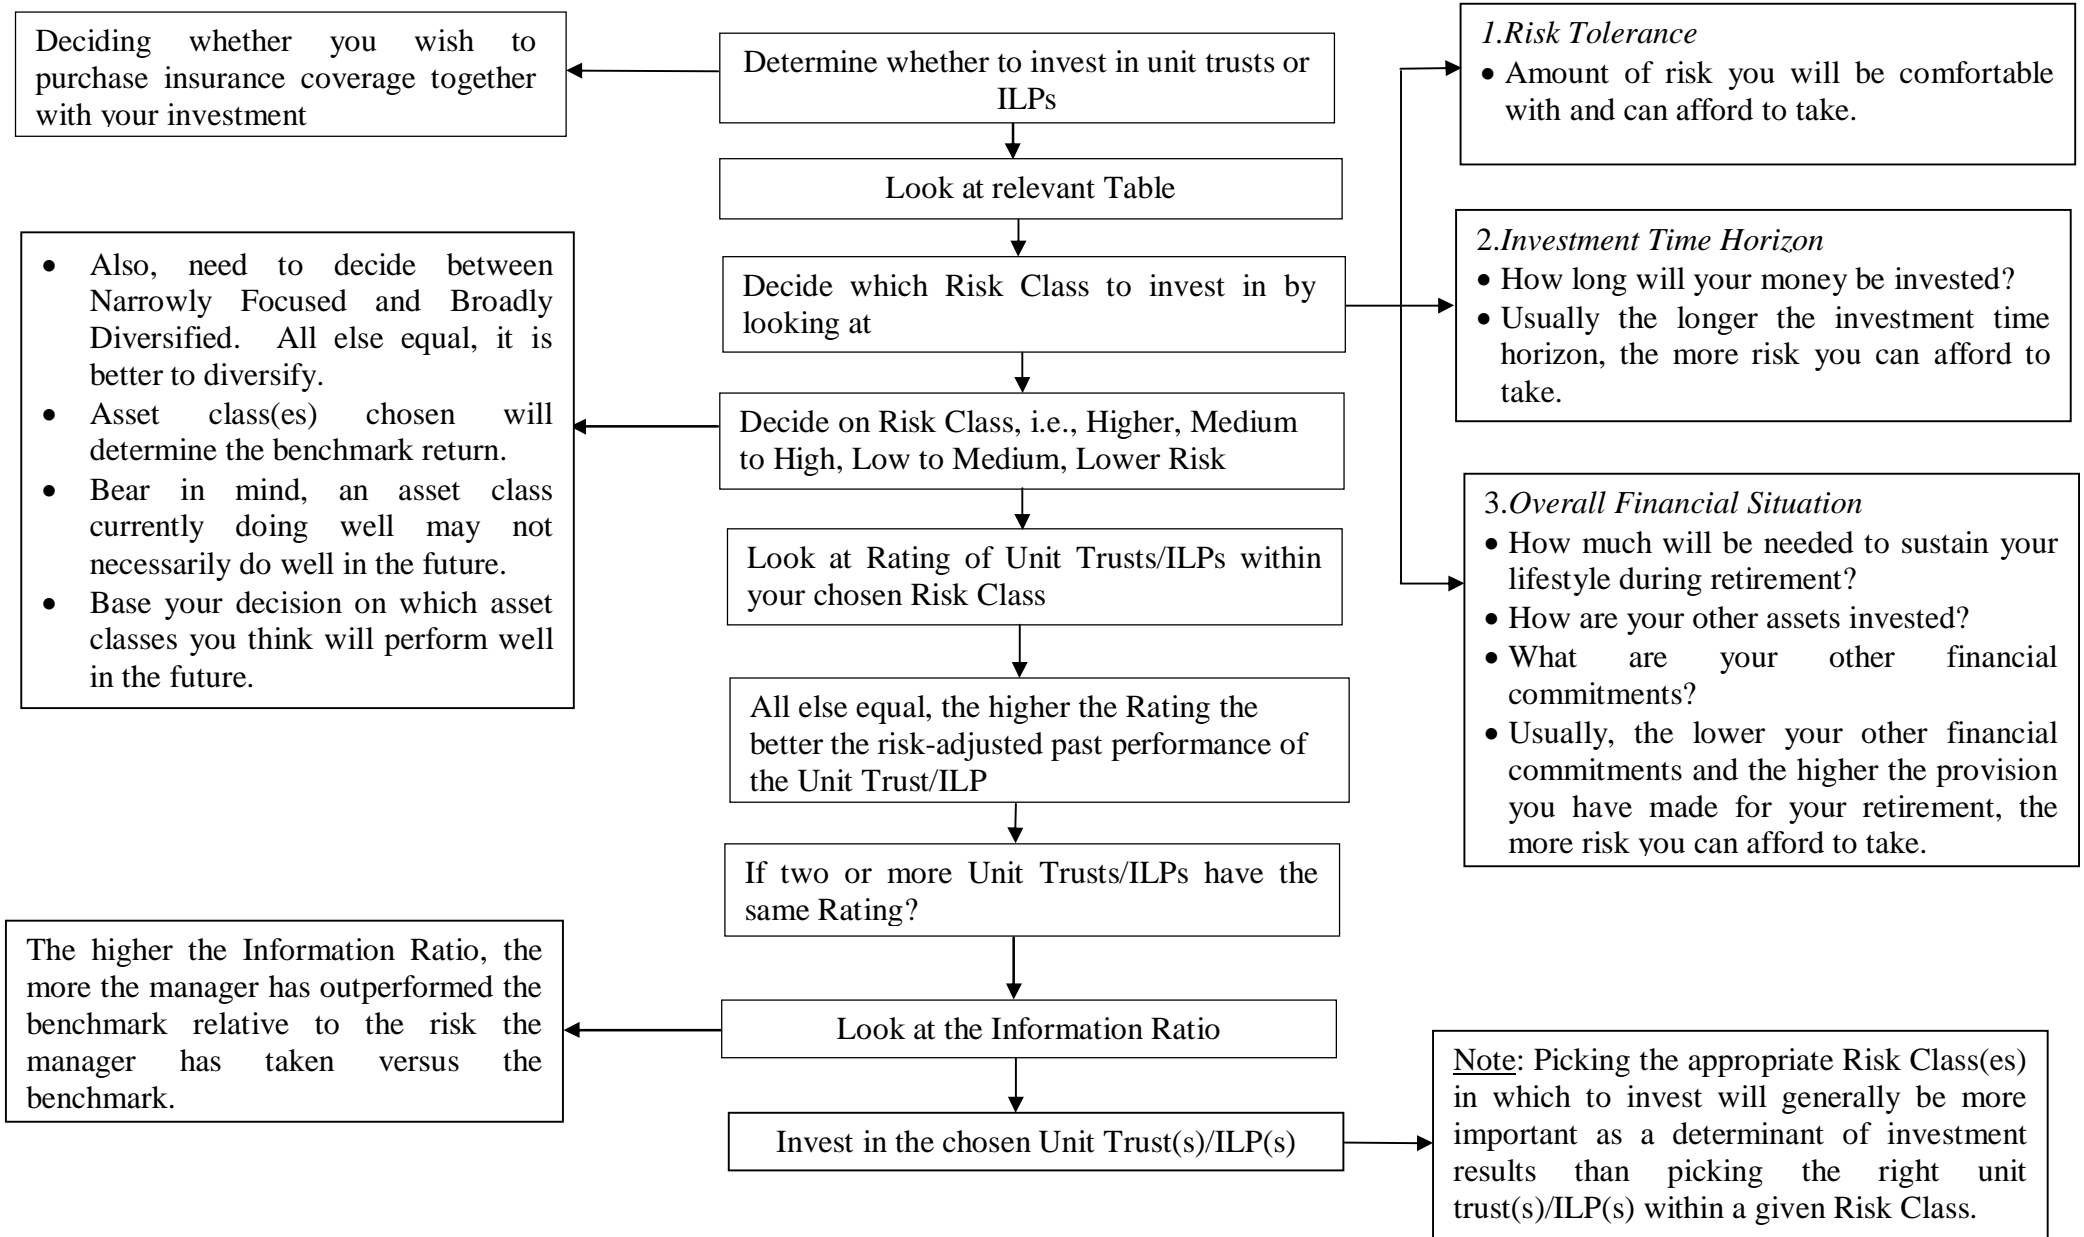 Deciding whether you wish to
purchase insurance coverage together
with your investment
Determine whether to invest in unit trusts or
ILPs
Look at relevant Table
Decide which Risk Class to invest in by
looking at
1.Risk Tolerance
• Amount of risk you will be comfortable
with and can afford to take.
2.Investment Time Horizon
• How long will your money be invested?
• Usually the longer the investment time
horizon, the more risk you can afford to
take.
3.Overall Financial Situation
• How much will be needed to sustain your
lifestyle during retirement?
• How are your other assets invested?
• What are your other financial
commitments?
• Usually, the lower your other financial
commitments and the higher the provision
you have made for your retirement, the
more risk you can afford to take.
Decide on Risk Class, i.e., Higher, Medium
to High, Low to Medium, Lower Risk
• Also, need to decide between
Narrowly Focused and Broadly
Diversified. All else equal, it is
better to diversify.
• Asset class(es) chosen will
determine the benchmark return.
• Bear in mind, an asset class
currently doing well may not
necessarily do well in the future.
• Base your decision on which asset
classes you think will perform well
in the future.
Look at Rating of Unit Trusts/ILPs within
your chosen Risk Class
All else equal, the higher the Rating the
better the risk-adjusted past performance of
the Unit Trust/ILP
If two or more Unit Trusts/ILPs have the
same Rating?
Look at the Information Ratio
The higher the Information Ratio, the
more the manager has outperformed the
benchmark relative to the risk the
manager has taken versus the
benchmark.
Invest in the chosen Unit Trust(s)/ILP(s)
Note: Picking the appropriate Risk Class(es)
in which to invest will generally be more
important as a determinant of investment
results than picking the right unit
trust(s)/ILP(s) within a given Risk Class.